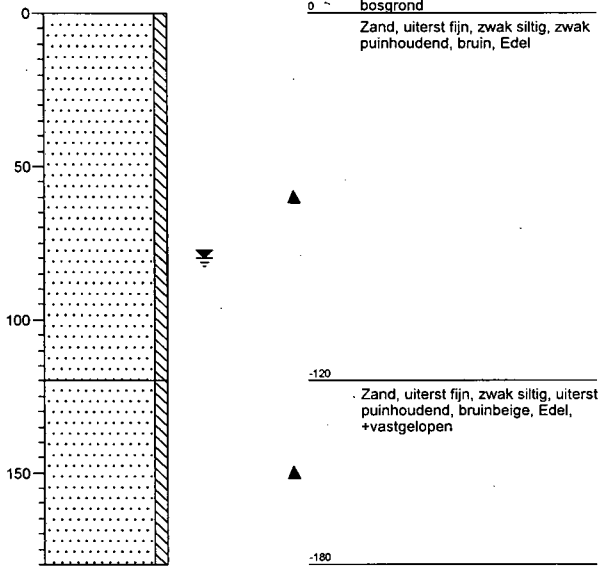 0
50
100
150
0
bosgrond
Zand, uiterst fijn, zwak siltig, zwak
puinhoudend, bruin, Edel
-120
Zand, uiterst fijn, zwak siltig, uiterst
puinhoudend, bruinbeige, Edel,
+vastgelopen
-180